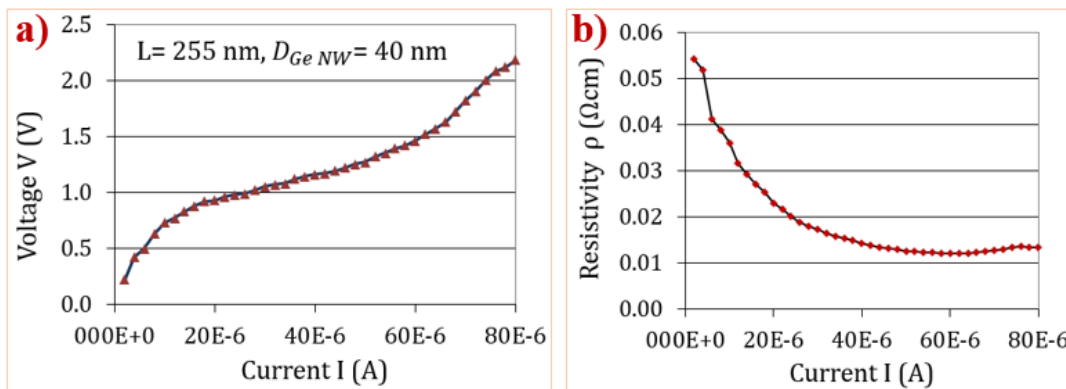 a)
L= 255 nm, D_Ge NW= 40 nm
Voltage V (V)
2.5
2.0
1.5
1.0
0.5
0.0
000E+0 20E-6 40E-6 60E-6 80E-6
Current I (A)
b)
Resistivity ρ (Ωcm)
0.06
0.05
0.04
0.03
0.02
0.01
0.00
000E+0 20E-6 40E-6 60E-6 80E-6
Current I (A)